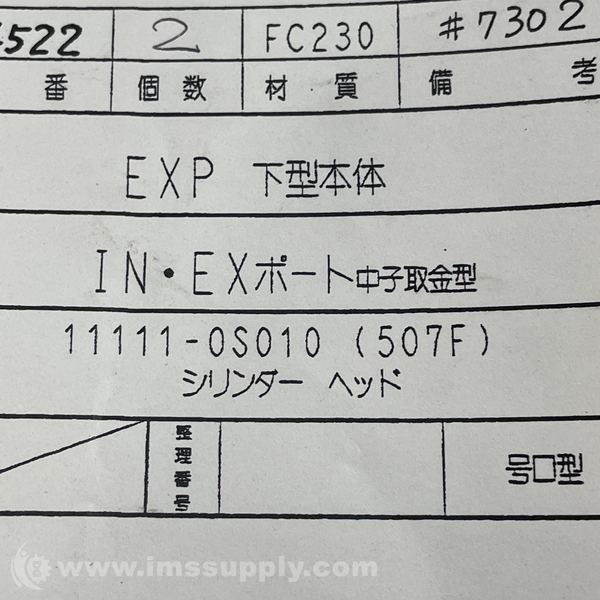 522 2 FC230 #7302
番 個数 材質 備考
EXP 下型本体
IN・EXポート中子取金型
11111-0S010 (507F)
シリンダー ヘッド
整理番号 号口型
www.imssupply.com